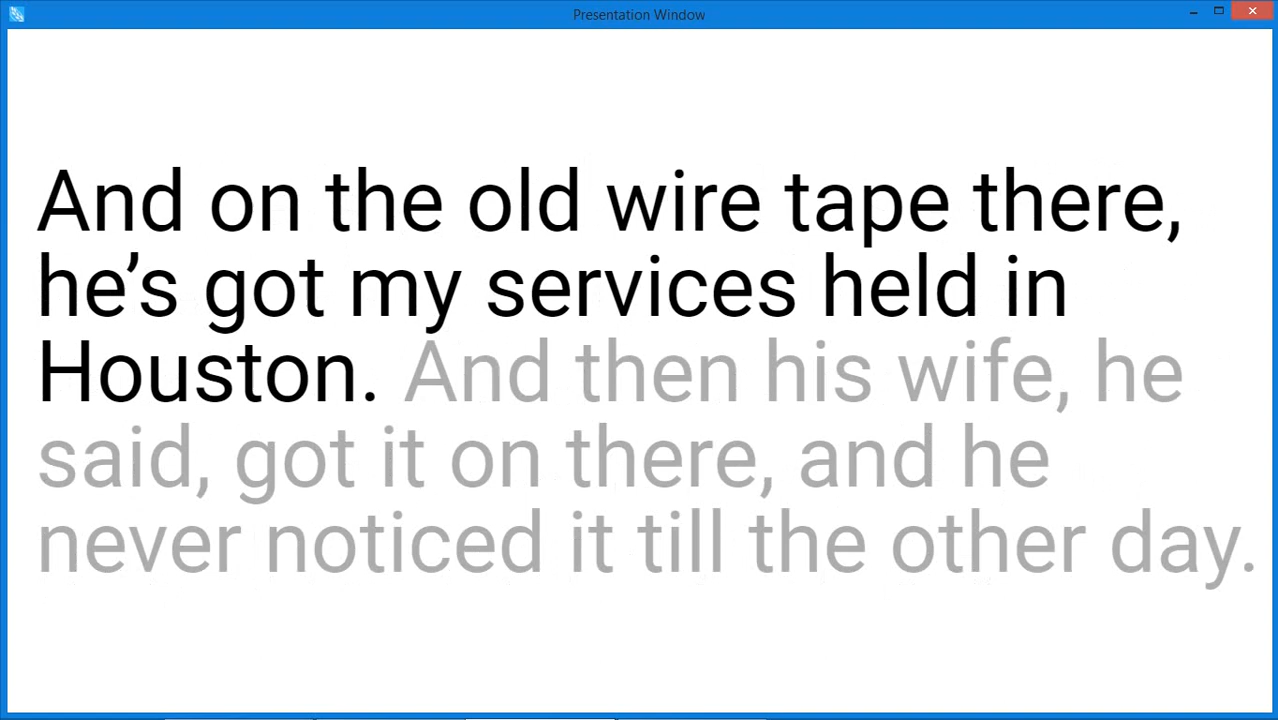 Presentation Window
And on the old wire tape there,
he’s got my services held in
Houston. And then his wife, he
said, got it on there, and he
never noticed it till the other day.